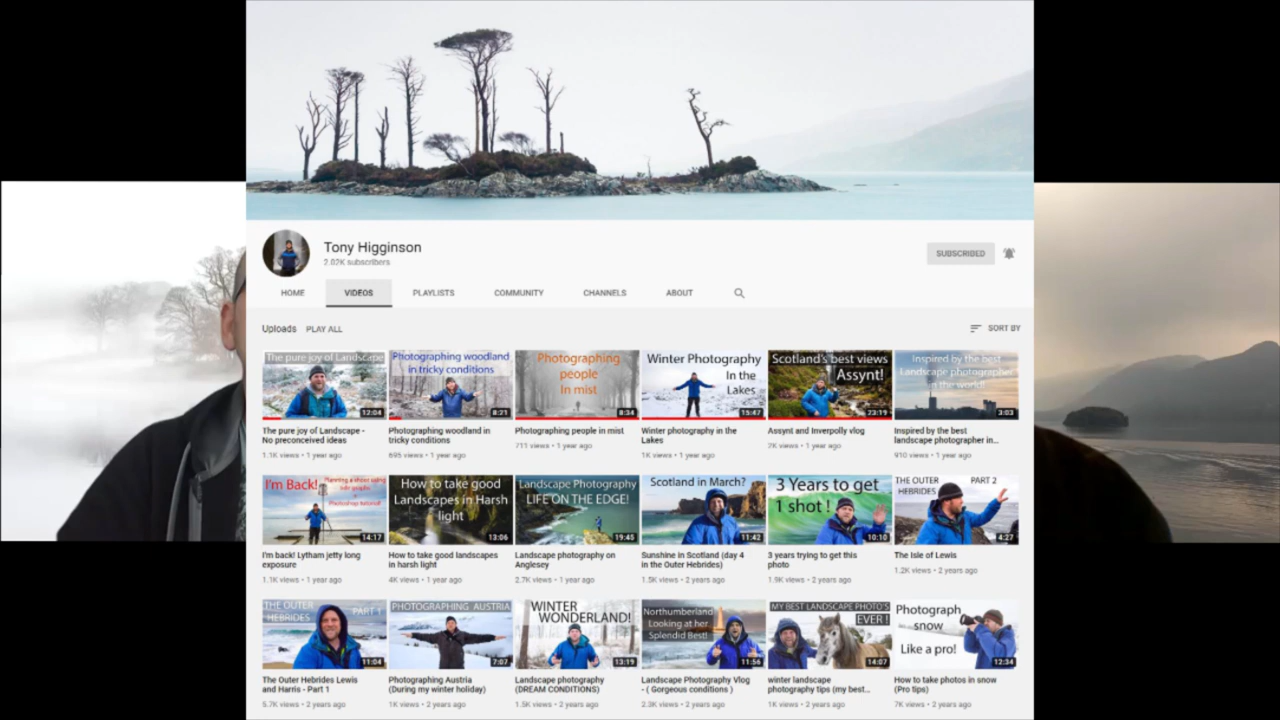 Tony Higginson
2.02K subscribers
SUBSCRIBED
HOME VIDEOS PLAYLISTS COMMUNITY CHANNELS ABOUT
Uploads PLAY ALL SORT BY
The pure joy of Landscape
12:04
Photographing woodland
in tricky conditions
8:21
Photographing
people
In mist
8:34
Winter Photography
In the
Lakes
15:47
Scotland's best views
Assynt!
23:19
Inspired by the best
Landscape photographer
in the world!
3:03
The pure joy of Landscape -
No preconceived ideas
1.1K views • 1 year ago
Photographing woodland in
tricky conditions
695 views • 1 year ago
Photographing people in mist
711 views • 1 year ago
Winter photography in the
Lakes
1K views • 1 year ago
Assynt and Inverpolly vlog
2K views • 1 year ago
Inspired by the best
landscape photographer in...
910 views • 1 year ago
I'm Back!
Planning a shoot using
14:17
How to take good
Landscapes in Harsh
light
13:06
Landscape Photography
LIFE ON THE EDGE!
19:45
Scotland in March?
11:42
3 Years to get
1 shot !
10:10
THE OUTER
HEBRIDES
PART 2
4:27
I'm back! Lytham jetty long
exposure
1.1K views • 1 year ago
How to take good landscapes
in harsh light
4K views • 1 year ago
Landscape photography on
Anglesey
2.7K views • 1 year ago
Sunshine in Scotland (day 4
in the Outer Hebrides)
1.5K views • 2 years ago
3 years trying to get this
photo
1.9K views • 2 years ago
The Isle of Lewis
1.2K views • 2 years ago
THE OUTER
HEBRIDES
PART 1
11:04
PHOTOGRAPHING AUSTRIA
7:07
WINTER
WONDERLAND!
13:19
Northumberland
Looking at her
Splendid Best!
11:56
MY BEST LANDSCAPE PHOTO'S
EVER !
14:07
Photograph
snow
Like a pro!
12:34
The Outer Hebrides Lewis
and Harris - Part 1
5.7K views • 2 years ago
Photographing Austria
(During my winter holiday)
1K views • 2 years ago
Landscape photography
(DREAM CONDITIONS)
1.5K views • 2 years ago
Landscape Photography Vlog
- ( Gorgeous conditions )
2.3K views • 2 years ago
winter landscape
photography tips (my best...
1K views • 2 years ago
How to take photos in snow
(Pro tips)
7K views • 2 years ago